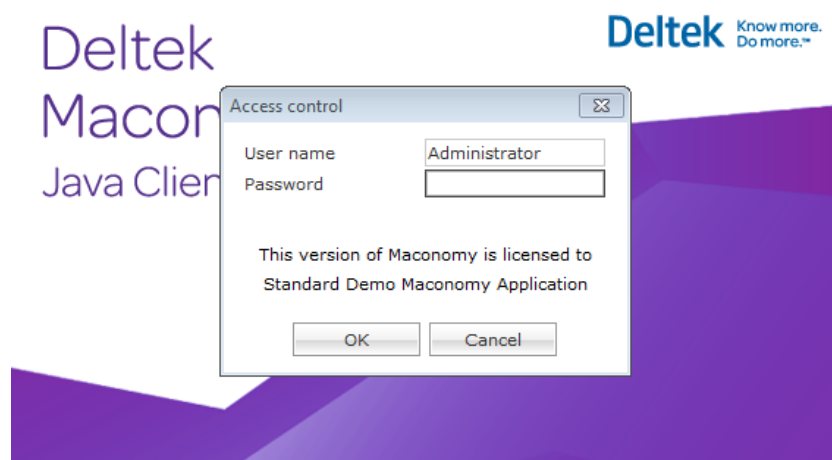 Deltek
Know more.
Do more.™
Deltek
Macon
Java Clien
Access control
User name
Administrator
Password
This version of Maconomy is licensed to
Standard Demo Maconomy Application
OK
Cancel